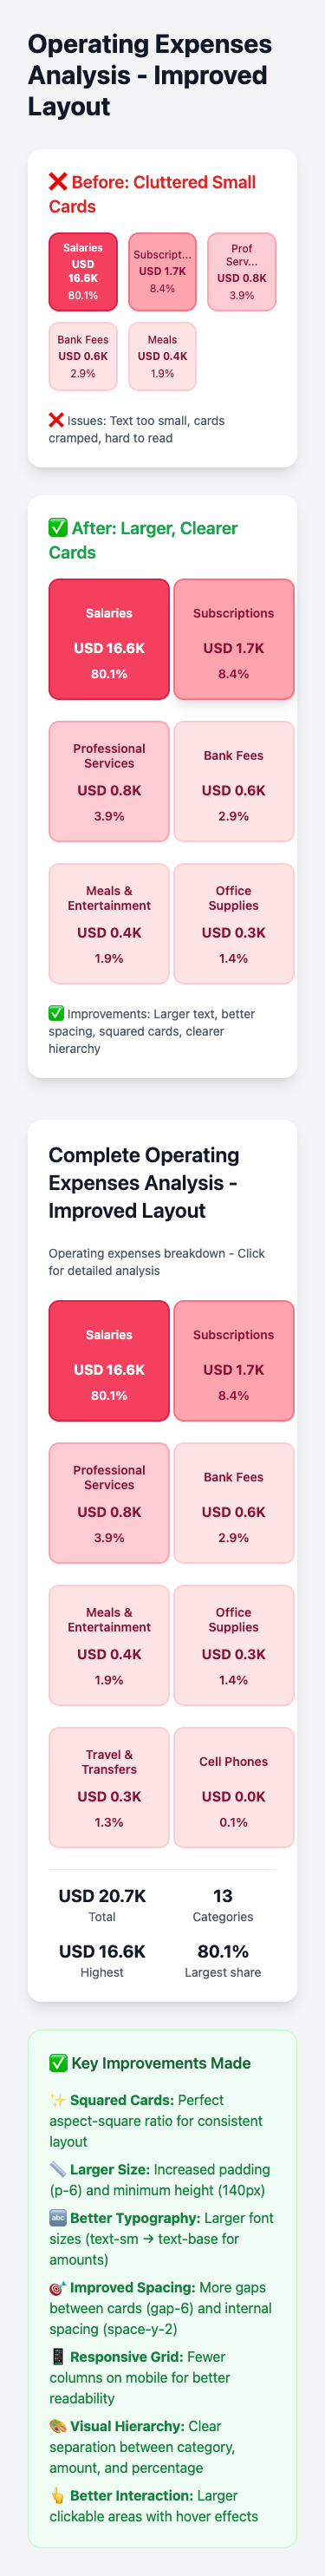 Operating Expenses
Analysis - Improved
Layout
❌ Before: Cluttered Small
Cards
Salaries
USD
16.6K
80.1%
Subscript...
USD 1.7K
8.4%
Prof
Serv...
USD 0.8K
3.9%
Bank Fees
USD 0.6K
2.9%
Meals
USD 0.4K
1.9%
❌ Issues: Text too small, cards
cramped, hard to read
✅ After: Larger, Clearer
Cards
Salaries
USD 16.6K
80.1%
Subscriptions
USD 1.7K
8.4%
Professional
Services
USD 0.8K
3.9%
Bank Fees
USD 0.6K
2.9%
Meals &
Entertainment
USD 0.4K
1.9%
Office
Supplies
USD 0.3K
1.4%
✅ Improvements: Larger text, better
spacing, squared cards, clearer
hierarchy
Complete Operating
Expenses Analysis -
Improved Layout
Operating expenses breakdown - Click
for detailed analysis
Salaries
USD 16.6K
80.1%
Subscriptions
USD 1.7K
8.4%
Professional
Services
USD 0.8K
3.9%
Bank Fees
USD 0.6K
2.9%
Meals &
Entertainment
USD 0.4K
1.9%
Office
Supplies
USD 0.3K
1.4%
Travel &
Transfers
USD 0.3K
1.3%
Cell Phones
USD 0.0K
0.1%
USD 20.7K
Total
13
Categories
USD 16.6K
Highest
80.1%
Largest share
✅ Key Improvements Made
✨ Squared Cards: Perfect
aspect-square ratio for consistent
layout
📏 Larger Size: Increased padding
(p-6) and minimum height (140px)
🔤 Better Typography: Larger font
sizes (text-sm → text-base for
amounts)
🎯 Improved Spacing: More gaps
between cards (gap-6) and internal
spacing (space-y-2)
📱 Responsive Grid: Fewer
columns on mobile for better
readability
🎨 Visual Hierarchy: Clear
separation between category,
amount, and percentage
👆 Better Interaction: Larger
clickable areas with hover effects